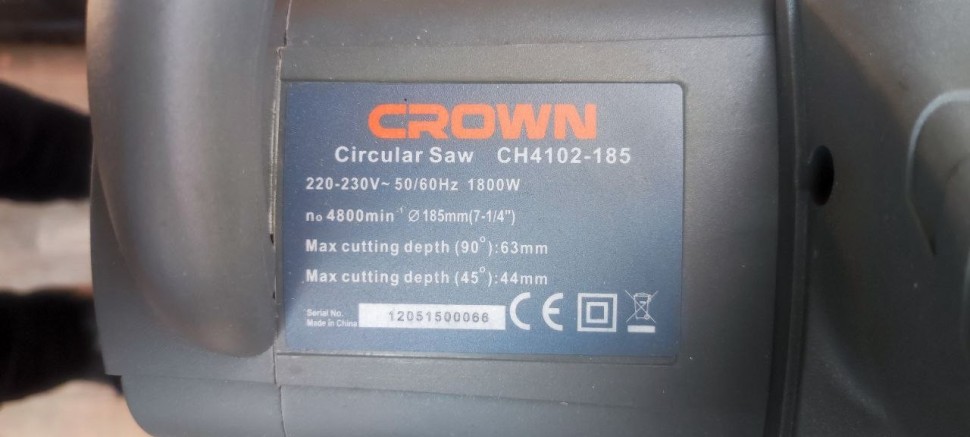 CROWN
Circular Saw CH4102-185
220-230V~ 50/60Hz 1800W
no 4800min⁻¹ Ø 185mm(7-1/4")
Max cutting depth (90°):63mm
Max cutting depth (45°):44mm
Serial No.
Made in China
12051500066
CE